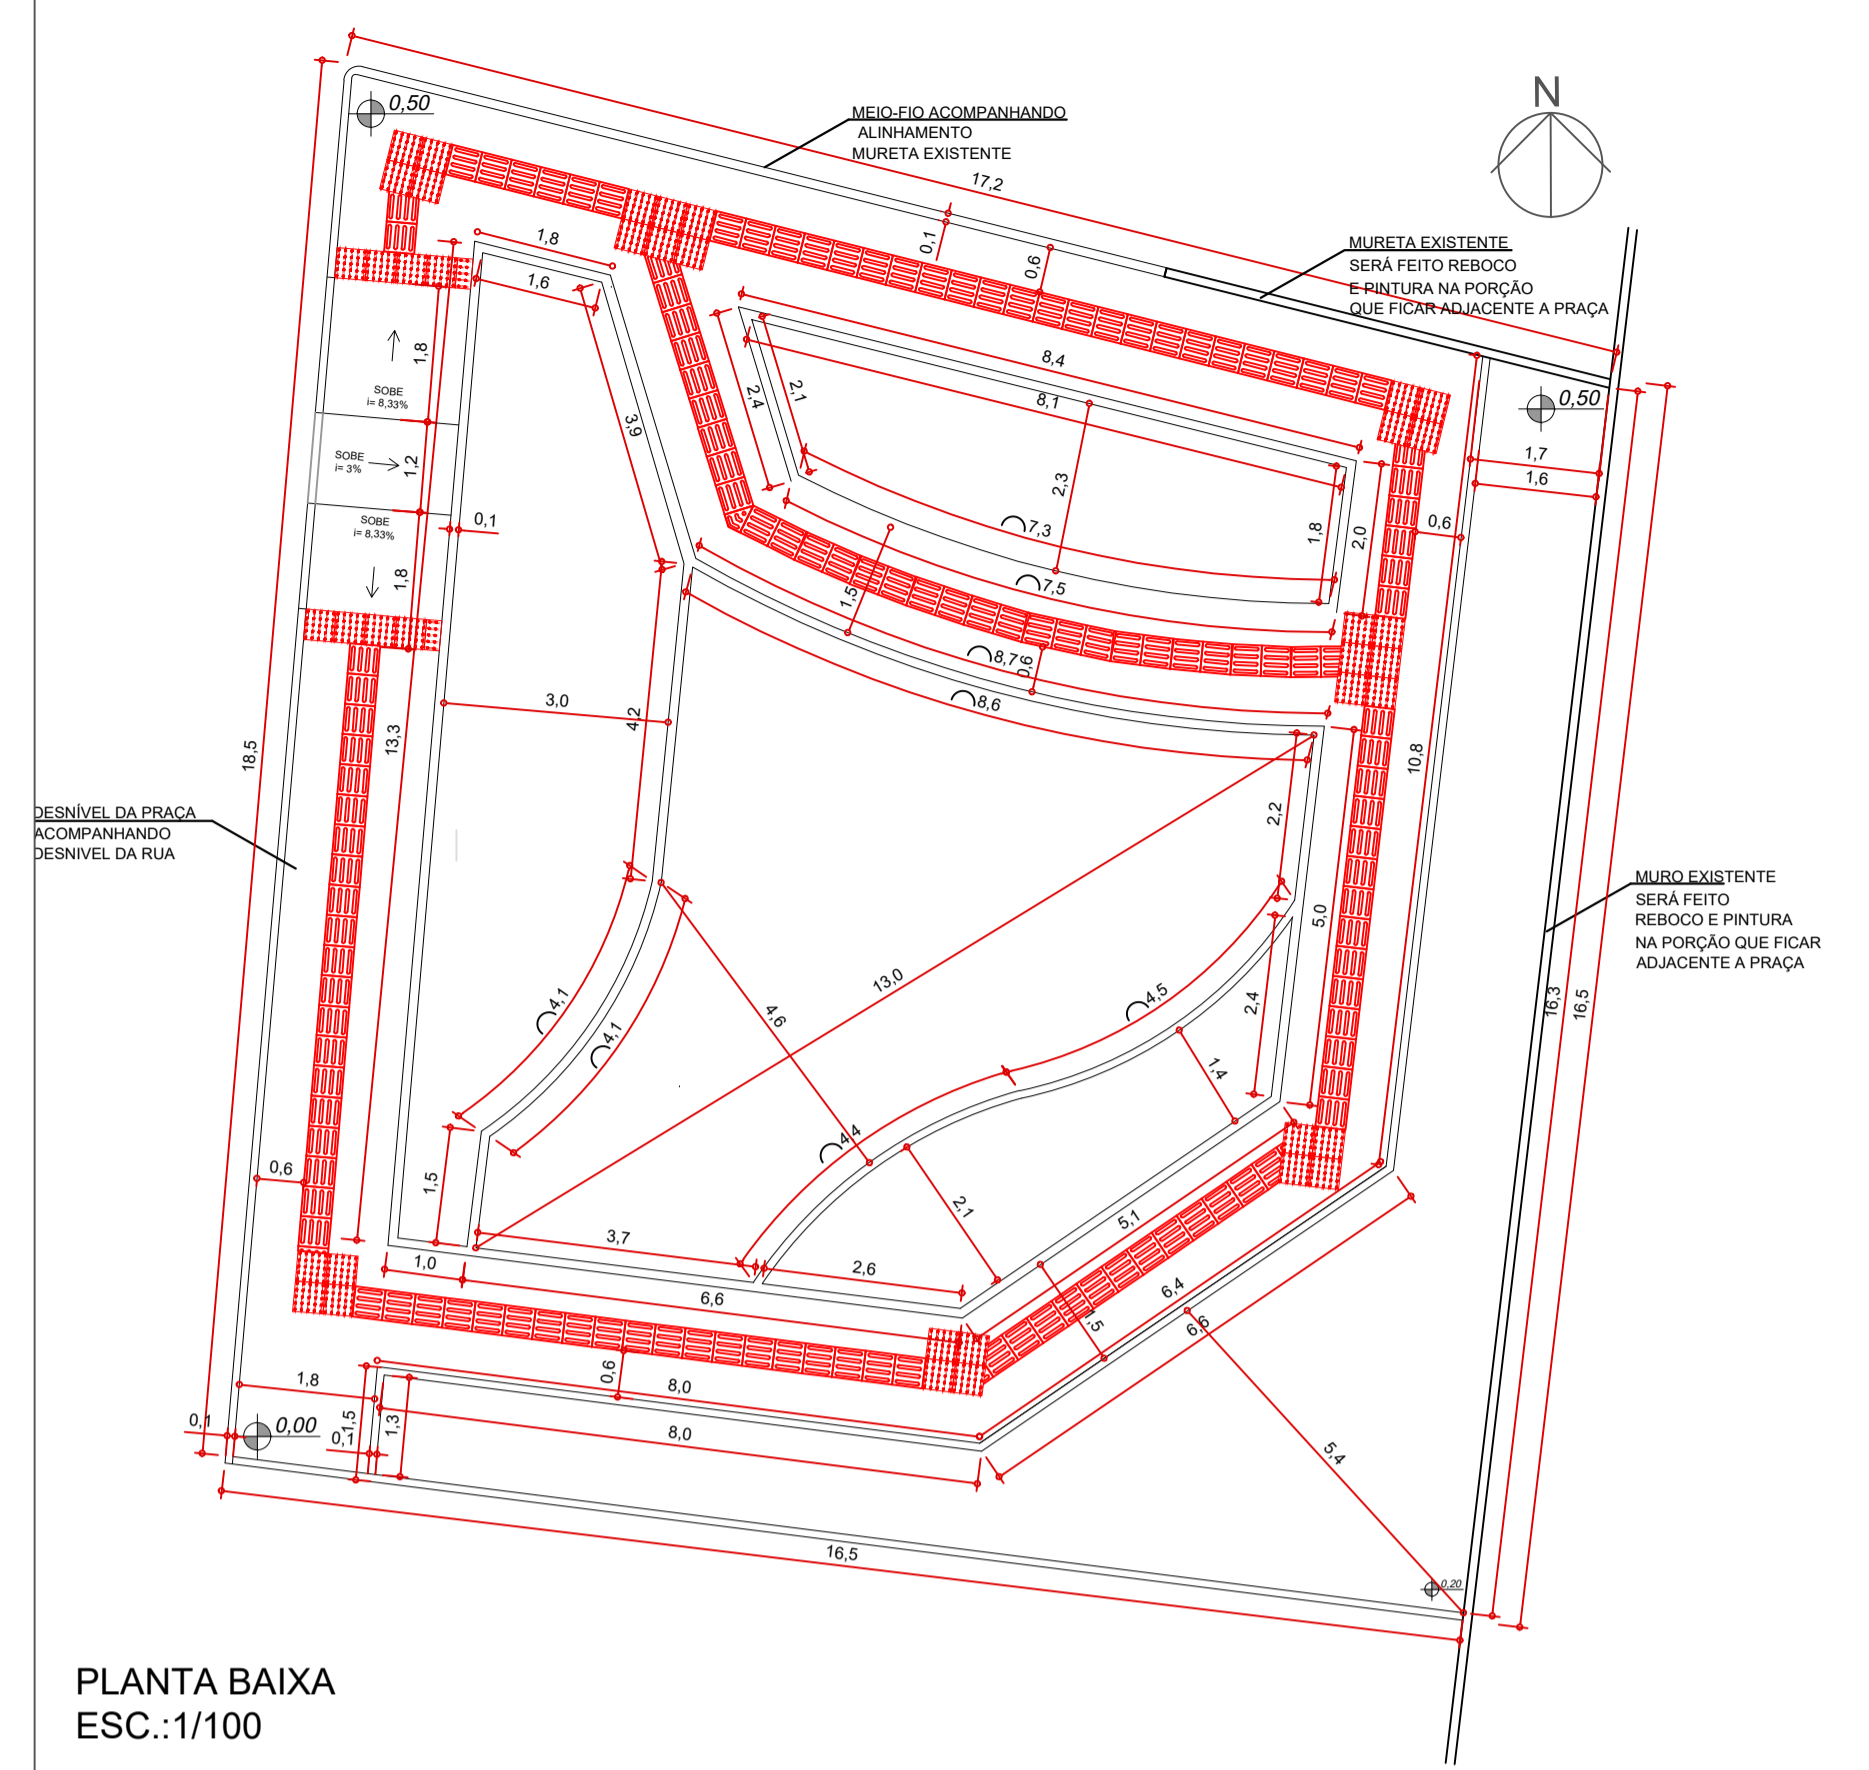 N
0,50
MEIO-FIO ACOMPANHANDO
ALINHAMENTO
MURETA EXISTENTE
17,2
0,1
0,6
MURETA EXISTENTE
SERÁ FEITO REBOCO
E PINTURA NA PORÇÃO
QUE FICAR ADJACENTE A PRAÇA
1,8
1,6
1,8
SOBE
i= 8,33%
SOBE
i= 3%
1,2
SOBE
i= 8,33%
1,8
0,1
3,9
2,4
2,1
8,4
8,1
2,3
7,3
7,5
1,8
2,0
0,50
1,7
1,6
0,6
1,5
8,7
0,6
8,6
3,0
4,2
13,3
18,5
10,8
DESNÍVEL DA PRAÇA
ACOMPANHANDO
DESNIVEL DA RUA
2,2
5,0
MURO EXISTENTE
SERÁ FEITO
REBOCO E PINTURA
NA PORÇÃO QUE FICAR
ADJACENTE A PRAÇA
13,0
4,1
4,1
4,6
4,5
2,4
16,3
16,5
1,4
4,4
1,5
0,6
2,1
5,1
3,7
1,0
2,6
6,6
6,4
6,6
1,5
0,6
1,8
8,0
8,0
0,1
0,00
0,1
1,5
1,3
5,4
16,5
0,20
PLANTA BAIXA
ESC.:1/100